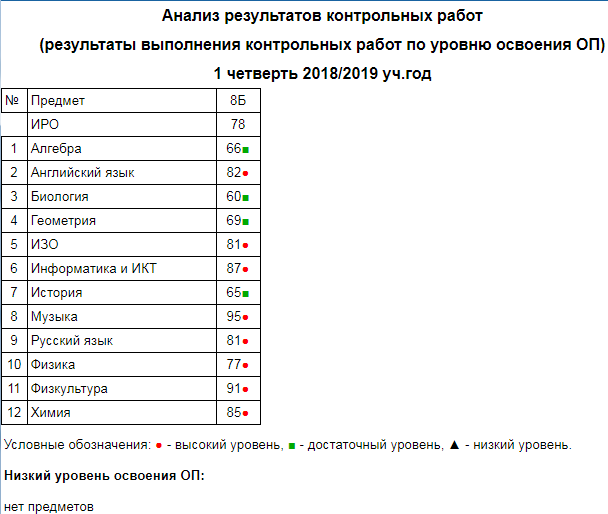 Анализ результатов контрольных работ
(результаты выполнения контрольных работ по уровню освоения ОП)
1 четверть 2018/2019 уч.год
№ Предмет 8Б
ИРО 78
1 Алгебра 66■
2 Английский язык 82●
3 Биология 60■
4 Геометрия 69■
5 ИЗО 81●
6 Информатика и ИКТ 87●
7 История 65■
8 Музыка 95●
9 Русский язык 81●
10 Физика 77●
11 Физкультура 91●
12 Химия 85●
Условные обозначения: ● - высокий уровень, ■ - достаточный уровень, ▲ - низкий уровень.
Низкий уровень освоения ОП:
нет предметов